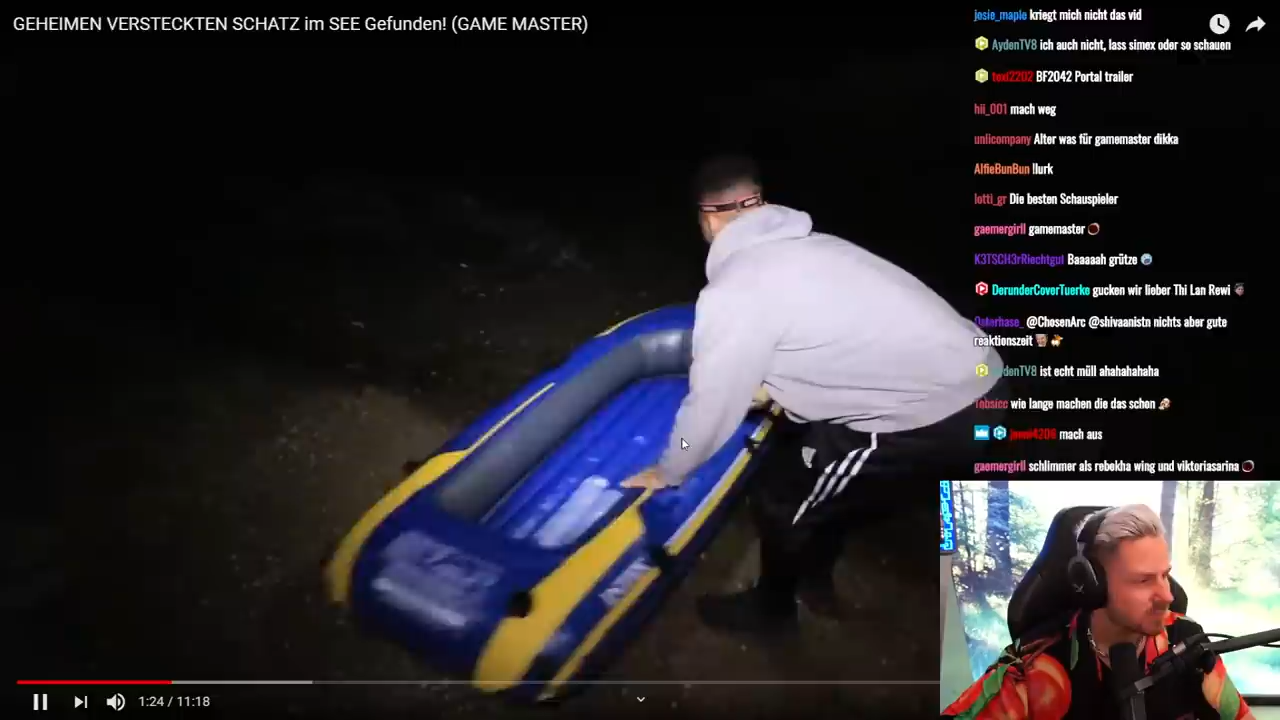 GEHEIMEN VERSTECKTEN SCHATZ im SEE Gefunden! (GAME MASTER)
josie_maple kriegt mich nicht das vid
AydenTV8 ich auch nicht, lass simex oder so schauen
toxi2202 BF2042 Portal trailer
hii_001 mach weg
unlicompany Alter was für gamemaster dikka
AlfieBunBun !lurk
lotti_gr Die besten Schauspieler
gaemergirll gamemaster
K3TSCH3rRiechtgut Baaaaah grütze
DerunderCoverTuerke gucken wir lieber Thi Lan Rewi
@ChosenArc @shivaanistn nichts aber gute
reaktionszeit
AydenTV8 ist echt müll ahahahahaha
wie lange machen die das schon
mach aus
gaemergirll schlimmer als rebekha wing und viktoriasarina
1:24 / 11:18